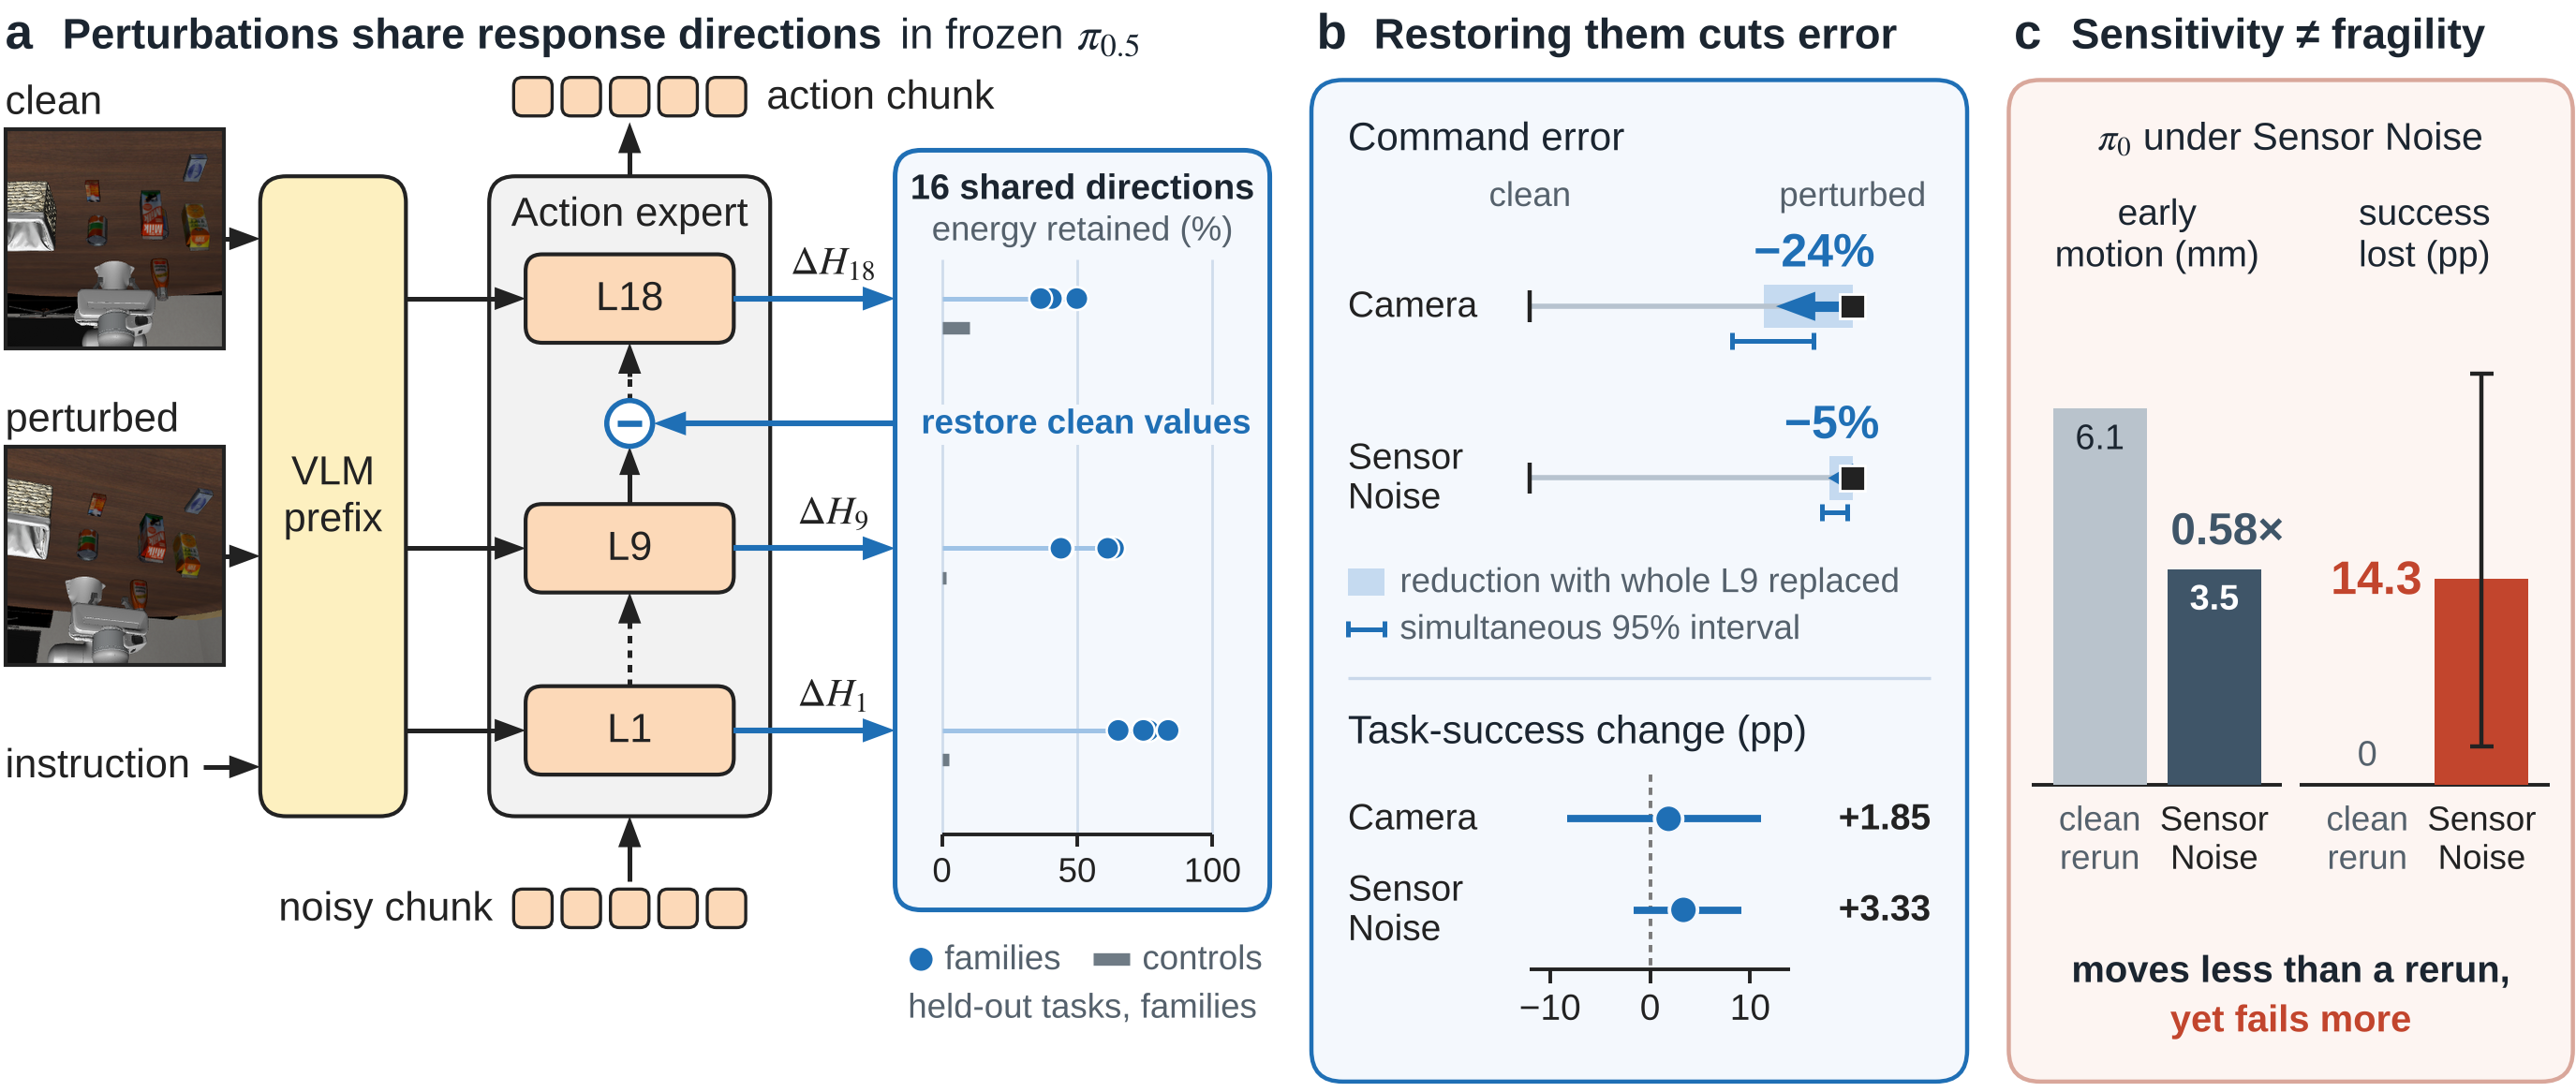 a Perturbations share response directions in frozen π0.5
clean
perturbed
instruction
VLM
prefix
action chunk
Action expert
L18
L9
L1
noisy chunk
ΔH18
ΔH9
ΔH1
16 shared directions
energy retained (%)
restore clean values
0 50 100
families controls
held-out tasks, families
b Restoring them cuts error
Command error
clean perturbed
−24%
Camera
−5%
Sensor
Noise
reduction with whole L9 replaced
simultaneous 95% interval
Task-success change (pp)
Camera +1.85
Sensor
Noise
+3.33
−10 0 10
c Sensitivity ≠ fragility
π0 under Sensor Noise
early
motion (mm)
success
lost (pp)
6.1
0.58×
3.5
14.3
0
clean
rerun
Sensor
Noise
clean
rerun
Sensor
Noise
moves less than a rerun,
yet fails more